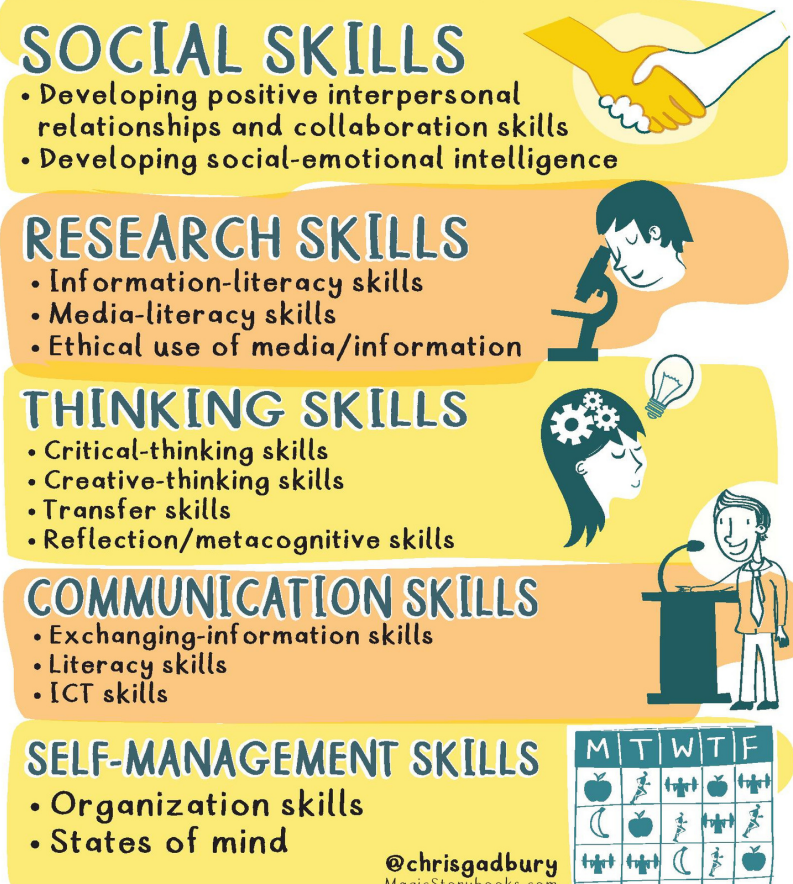 SOCIAL SKILLS
• Developing positive interpersonal
relationships and collaboration skills
• Developing social-emotional intelligence
RESEARCH SKILLS
• Information-literacy skills
• Media-literacy skills
• Ethical use of media/information
THINKING SKILLS
• Critical-thinking skills
• Creative-thinking skills
• Transfer skills
• Reflection/metacognitive skills
COMMUNICATION SKILLS
• Exchanging-information skills
• Literacy skills
• ICT skills
SELF-MANAGEMENT SKILLS
• Organization skills
• States of mind
M T W T F
@chrisgadbury
MagicStorybooks.com